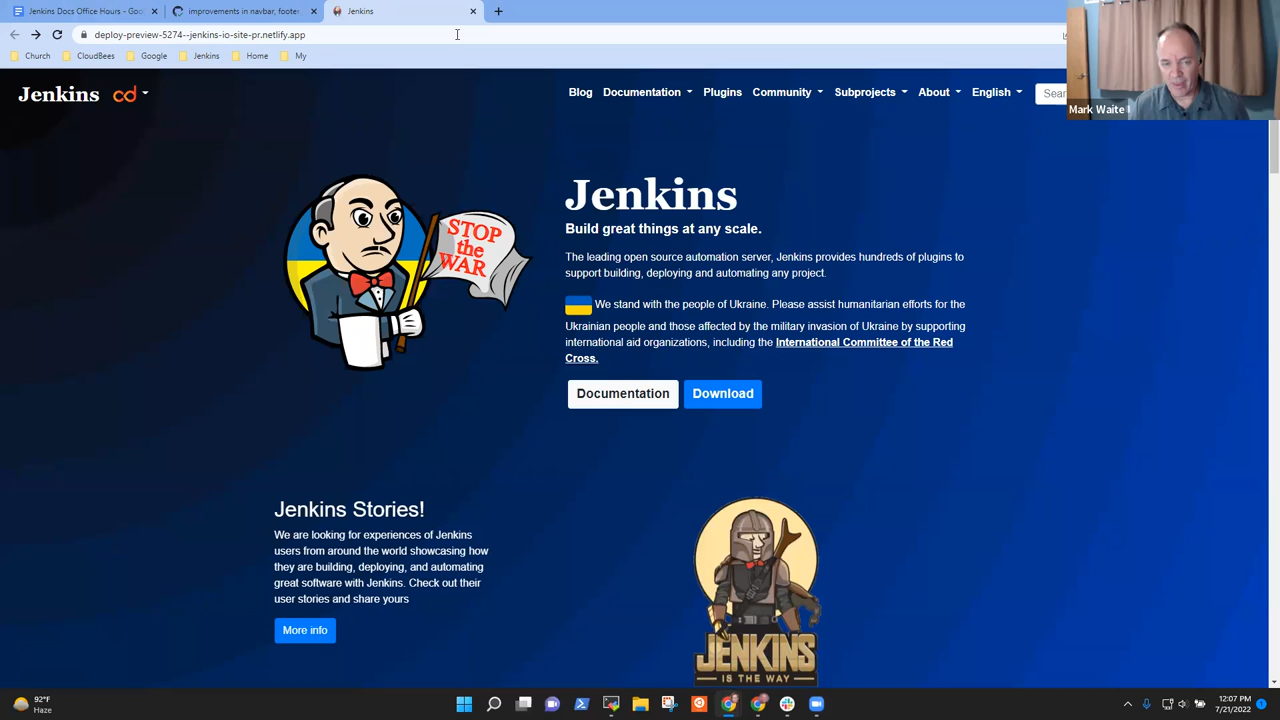 Jenkins Docs Office Hours - Goo
improvements in navbar, footer
Jenkins
deploy-preview-5274--jenkins-io-site-pr.netlify.app
Church
CloudBees
Google
Jenkins
Home
My
Mark Waite
Jenkins cd
Blog
Documentation
Plugins
Community
Subprojects
About
English
Sear
STOP
the
WAR
Jenkins
Build great things at any scale.
The leading open source automation server, Jenkins provides hundreds of plugins to
support building, deploying and automating any project.
We stand with the people of Ukraine. Please assist humanitarian efforts for the
Ukrainian people and those affected by the military invasion of Ukraine by supporting
international aid organizations, including the International Committee of the Red
Cross.
Documentation
Download
Jenkins Stories!
We are looking for experiences of Jenkins
users from around the world showcasing how
they are building, deploying, and automating
great software with Jenkins. Check out their
user stories and share yours
More info
JENKINS
IS THE WAY
92°F
Haze
12:07 PM
7/21/2022